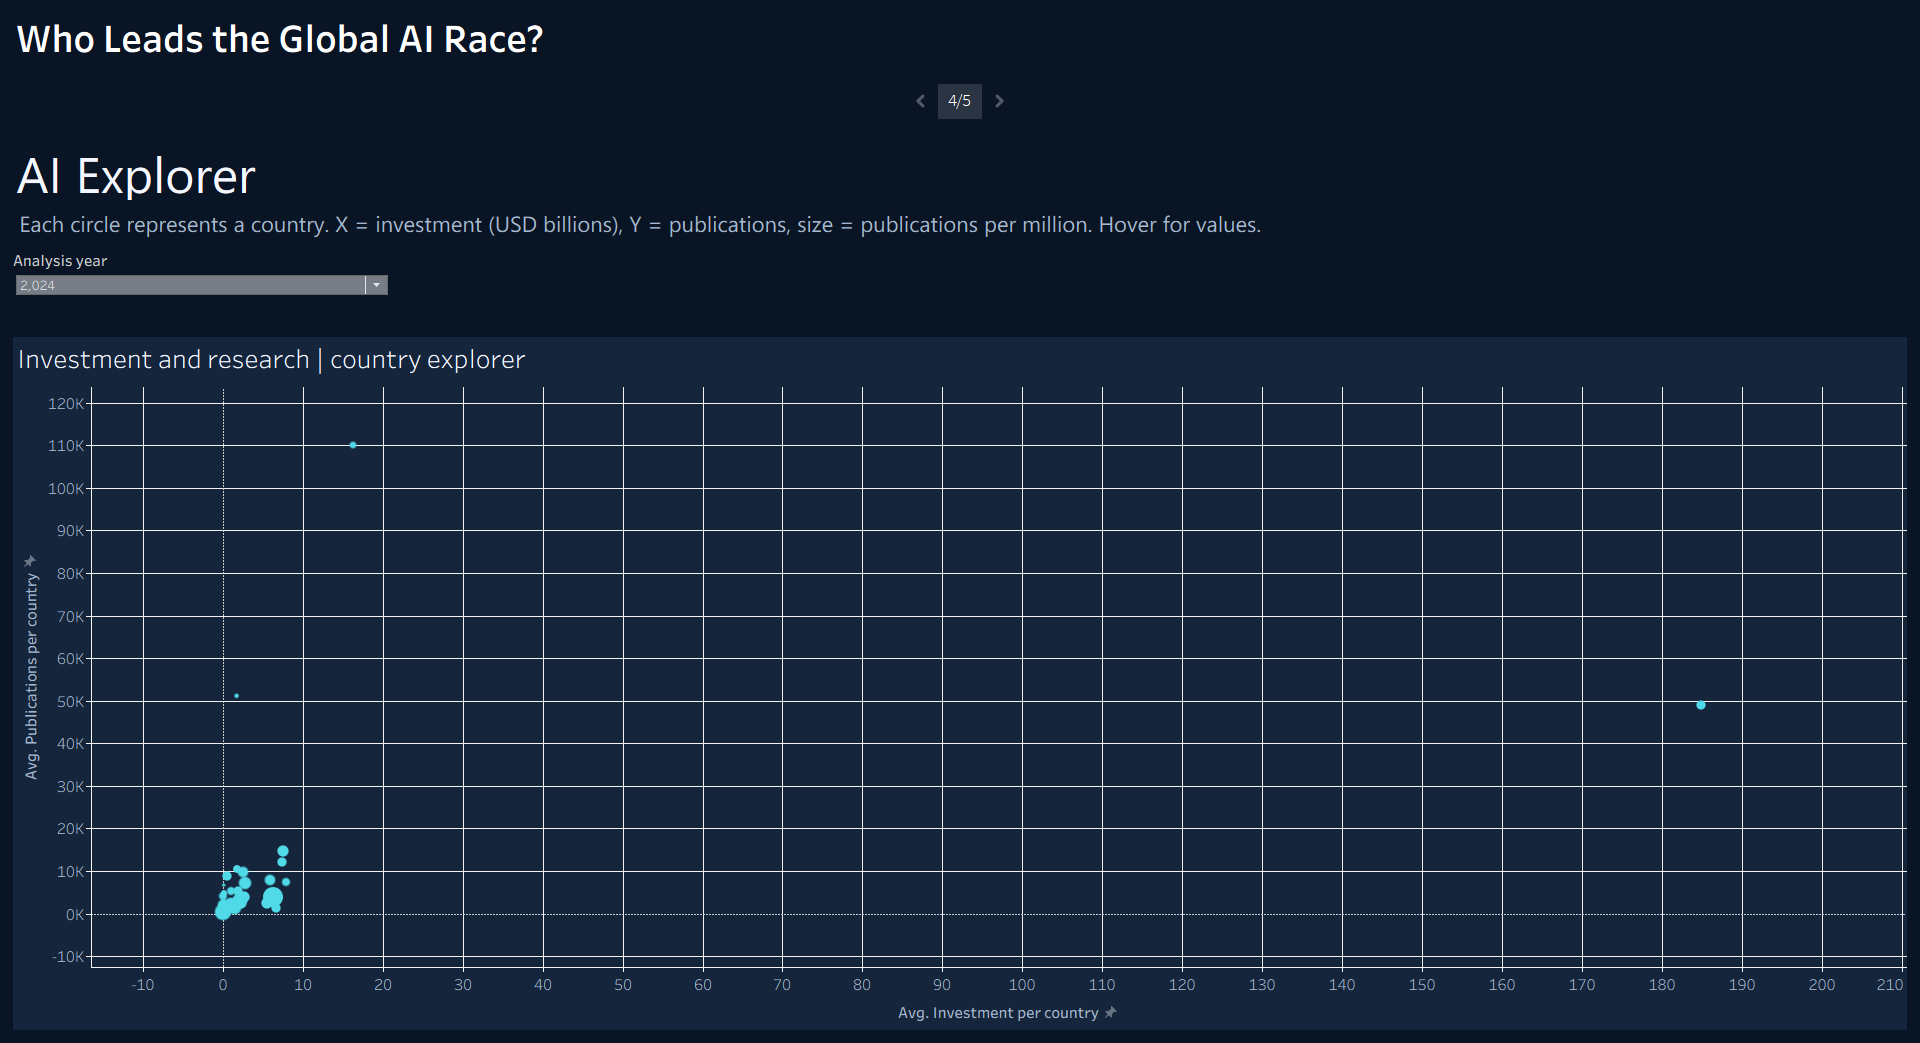 Who Leads the Global AI Race?
4/5
AI Explorer
Each circle represents a country. X = investment (USD billions), Y = publications, size = publications per million. Hover for values.
Analysis year
2,024
Investment and research | country explorer
Avg. Publications per country
120K
110K
100K
90K
80K
70K
60K
50K
40K
30K
20K
10K
0K
-10K
-10 0 10 20 30 40 50 60 70 80 90 100 110 120 130 140 150 160 170 180 190 200 210
Avg. Investment per country